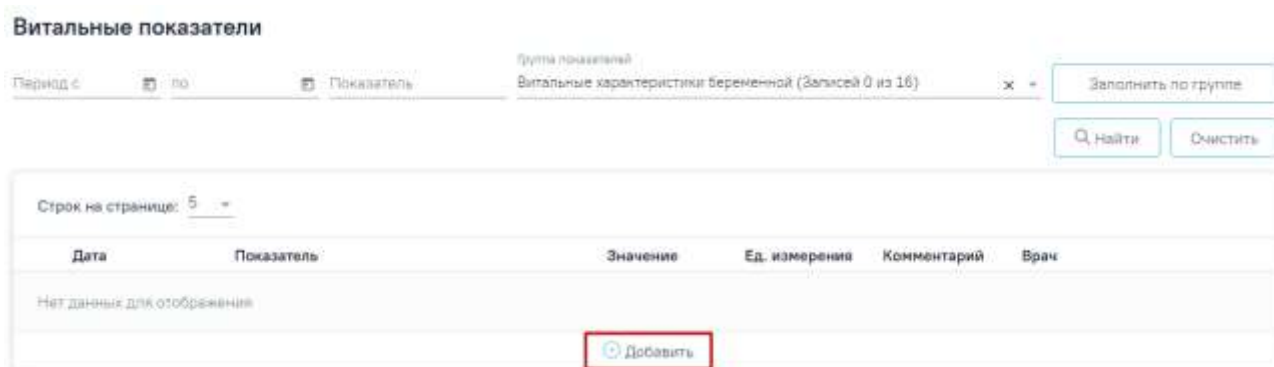 Витальные показатели
Группа показателей
Период с по Показатель Витальные характеристики беременной (Записей 0 из 16) Заполнить по группе
Найти Очистить
Строк на странице: 5
Дата Показатель Значение Ед. измерения Комментарий Врач
Нет данных для отображения
Добавить